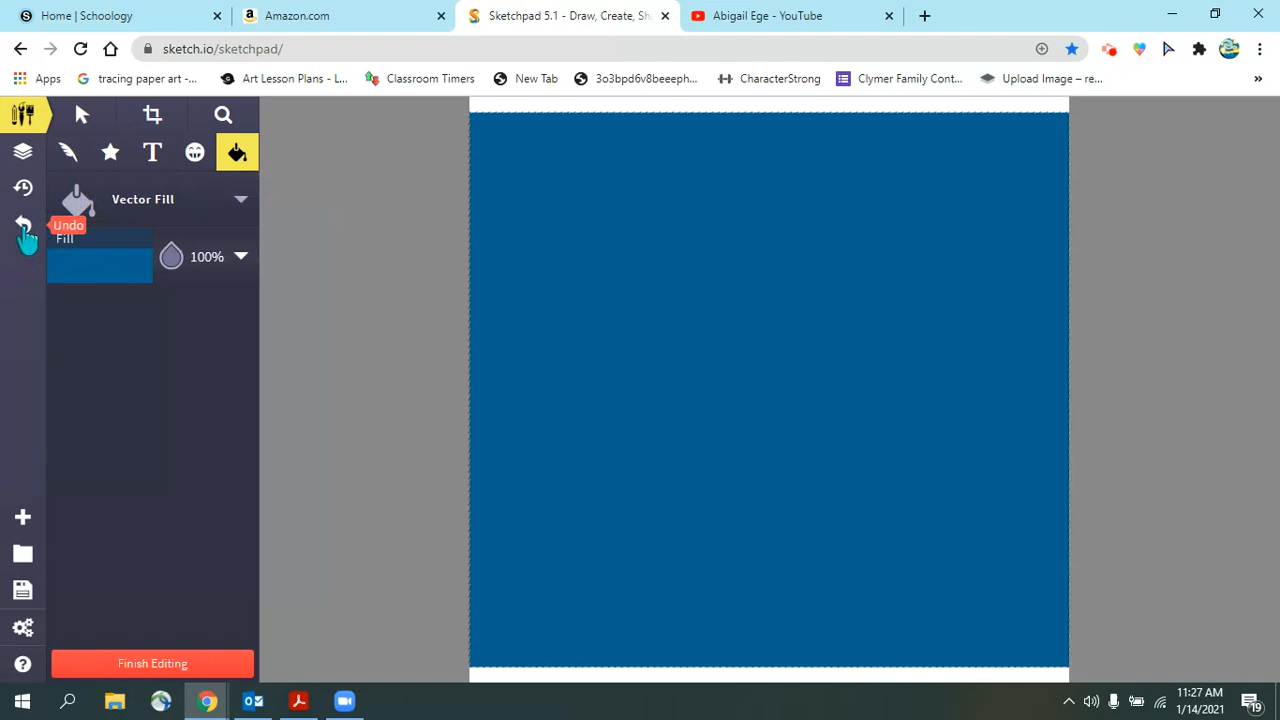 Home | Schoology
Amazon.com
Sketchpad 5.1 - Draw, Create, Sh
Abigail Ege - YouTube
sketch.io/sketchpad/
Apps
tracing paper art -...
Art Lesson Plans - L...
Classroom Timers
New Tab
3o3bpd6v8beeeph...
CharacterStrong
Clymer Family Cont...
Upload Image – re...
»
T
Vector Fill
Undo
Fill
100%
Finish Editing
?
11:27 AM
1/14/2021
19